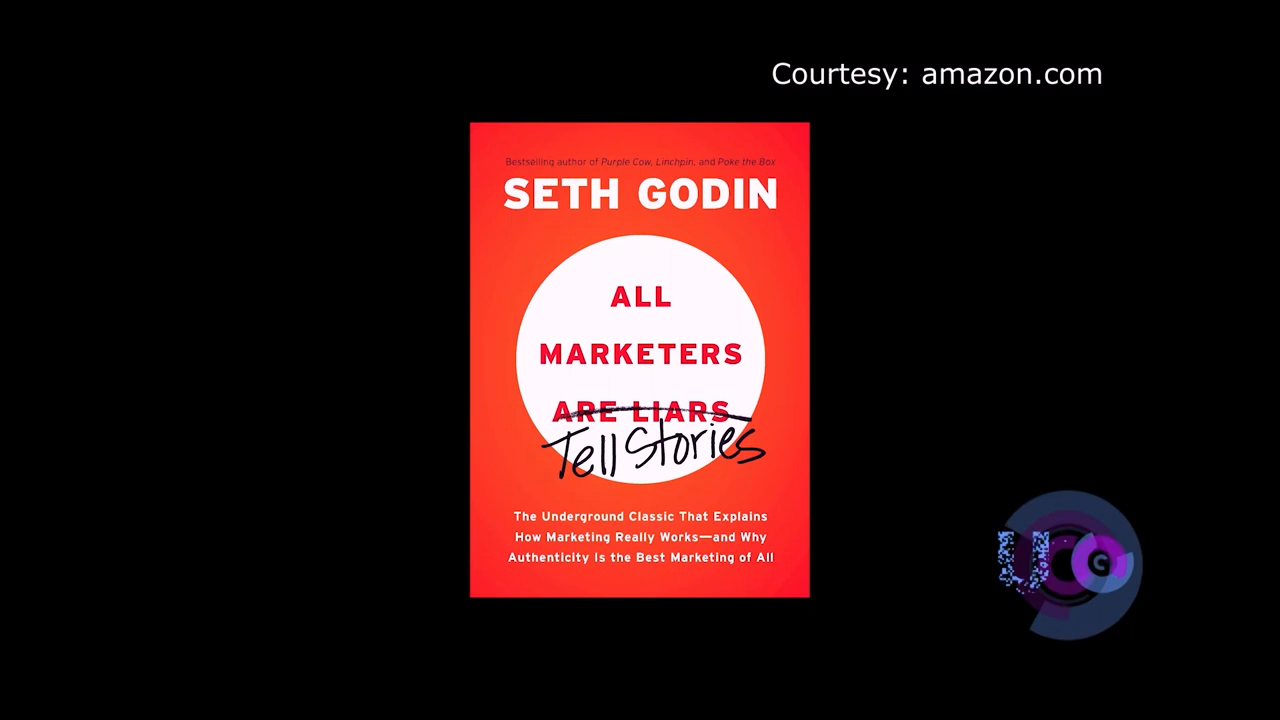 Courtesy: amazon.com
Bestselling author of Purple Cow, Linchpin, and Poke the Box
SETH GODIN
ALL
MARKETERS
ARE LIARS
Tell Stories
The Underground Classic That Explains
How Marketing Really Works—and Why
Authenticity Is the Best Marketing of All